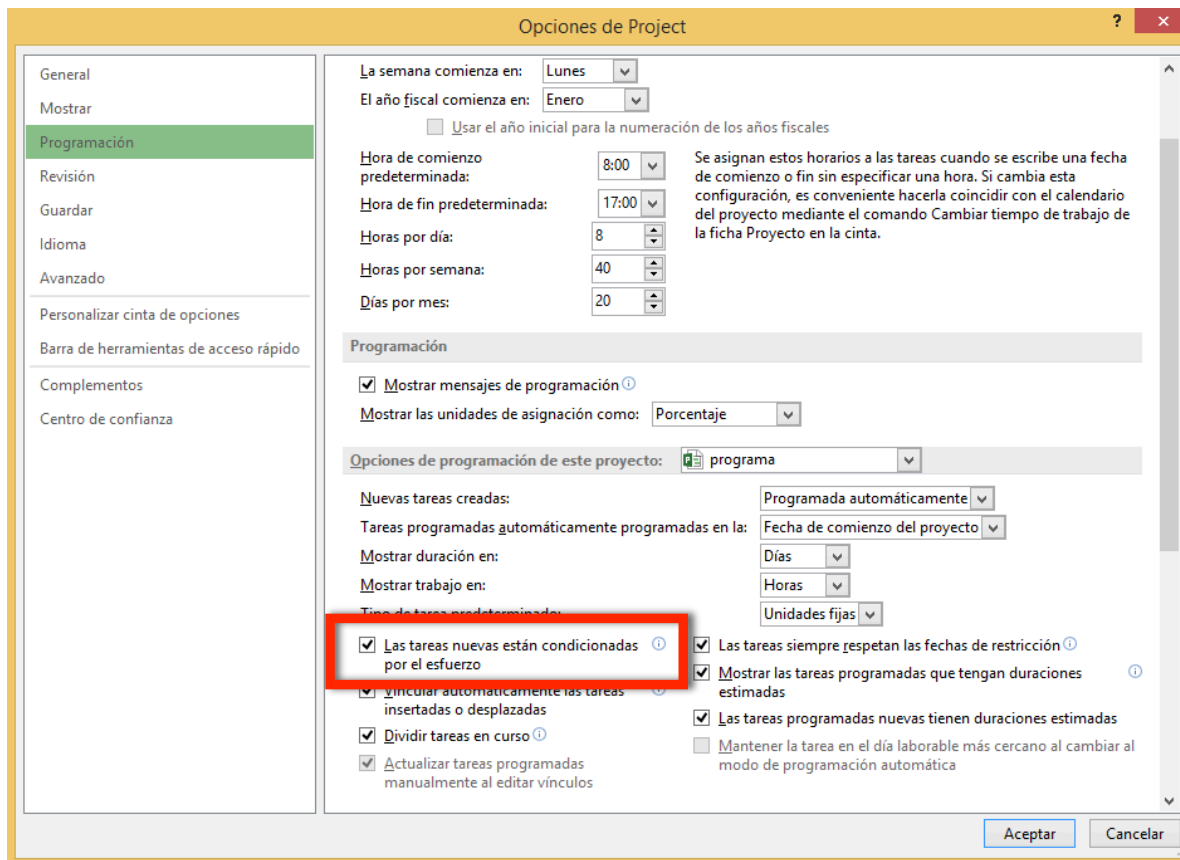 Opciones de Project
?
General
Mostrar
Programación
Revisión
Guardar
Idioma
Avanzado
Personalizar cinta de opciones
Barra de herramientas de acceso rápido
Complementos
Centro de confianza
La semana comienza en: Lunes
El año fiscal comienza en: Enero
Usar el año inicial para la numeración de los años fiscales
Hora de comienzo
predeterminada: 8:00
Hora de fin predeterminada: 17:00
Horas por día: 8
Horas por semana: 40
Días por mes: 20
Se asignan estos horarios a las tareas cuando se escribe una fecha
de comienzo o fin sin especificar una hora. Si cambia esta
configuración, es conveniente hacerla coincidir con el calendario
del proyecto mediante el comando Cambiar tiempo de trabajo de
la ficha Proyecto en la cinta.
Programación
Mostrar mensajes de programación
Mostrar las unidades de asignación como: Porcentaje
Opciones de programación de este proyecto: programa
Nuevas tareas creadas: Programada automáticamente
Tareas programadas automáticamente programadas en la: Fecha de comienzo del proyecto
Mostrar duración en: Días
Mostrar trabajo en: Horas
Tipo de tarea predeterminado: Unidades fijas
Las tareas nuevas están condicionadas
por el esfuerzo
Vincular automáticamente las tareas
insertadas o desplazadas
Dividir tareas en curso
Actualizar tareas programadas
manualmente al editar vínculos
Las tareas siempre respetan las fechas de restricción
Mostrar las tareas programadas que tengan duraciones
estimadas
Las tareas programadas nuevas tienen duraciones estimadas
Mantener la tarea en el día laborable más cercano al cambiar al
modo de programación automática
Aceptar
Cancelar